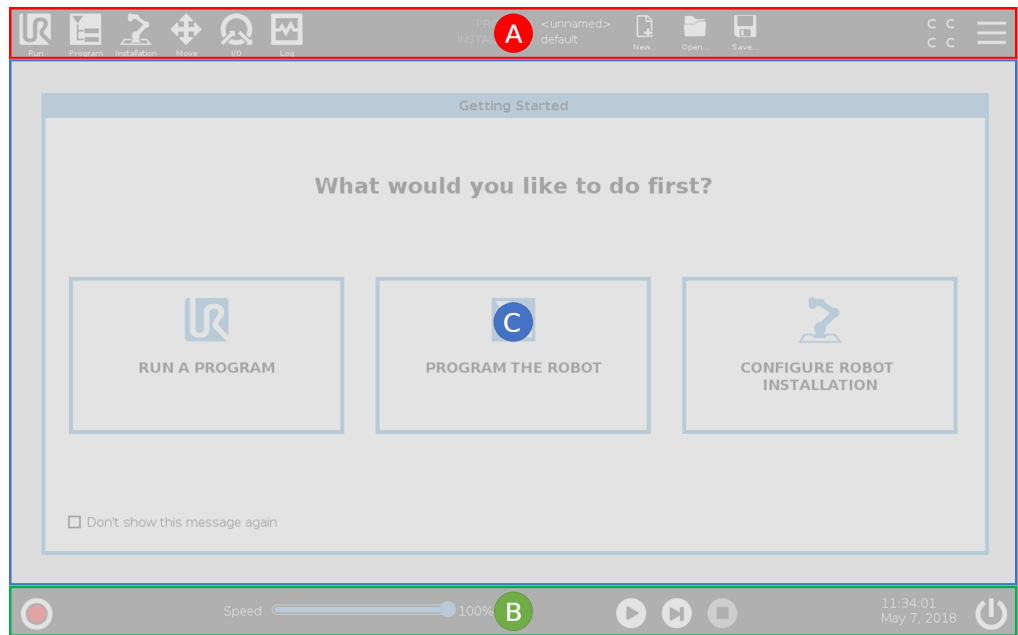 Run
Program
Installation
Move
I/O
Log
PR
INSTAL
A
<unnamed>
default
New...
Open...
Save...
C C
C C
Getting Started
What would you like to do first?
C
RUN A PROGRAM
PROGRAM THE ROBOT
CONFIGURE ROBOT
INSTALLATION
Don't show this message again
Speed
100%
B
11:34:01
May 7, 2018